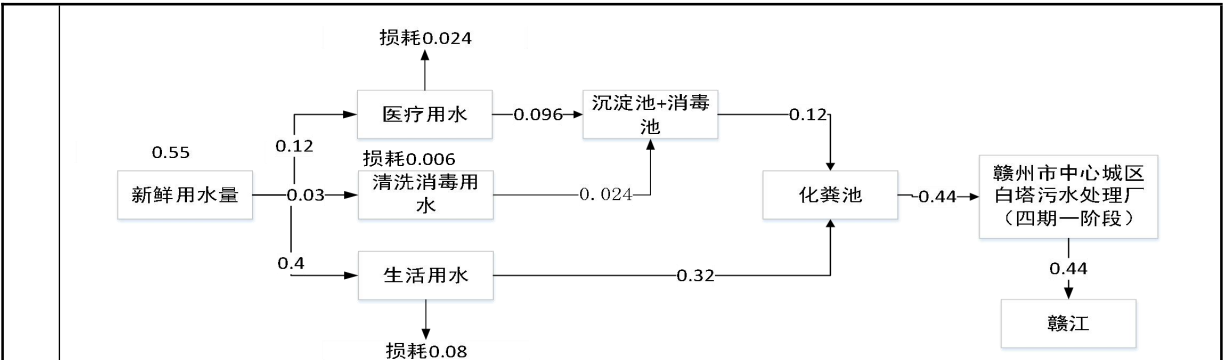 损耗0.024
医疗用水
0.096
沉淀池+消毒
池
0.12
0.12
0.55
新鲜用水量
损耗0.006
0.03
清洗消毒用
水
0.024
化粪池
0.44
赣州市中心城区
白塔污水处理厂
（四期一阶段）
0.4
生活用水
0.32
0.44
损耗0.08
赣江